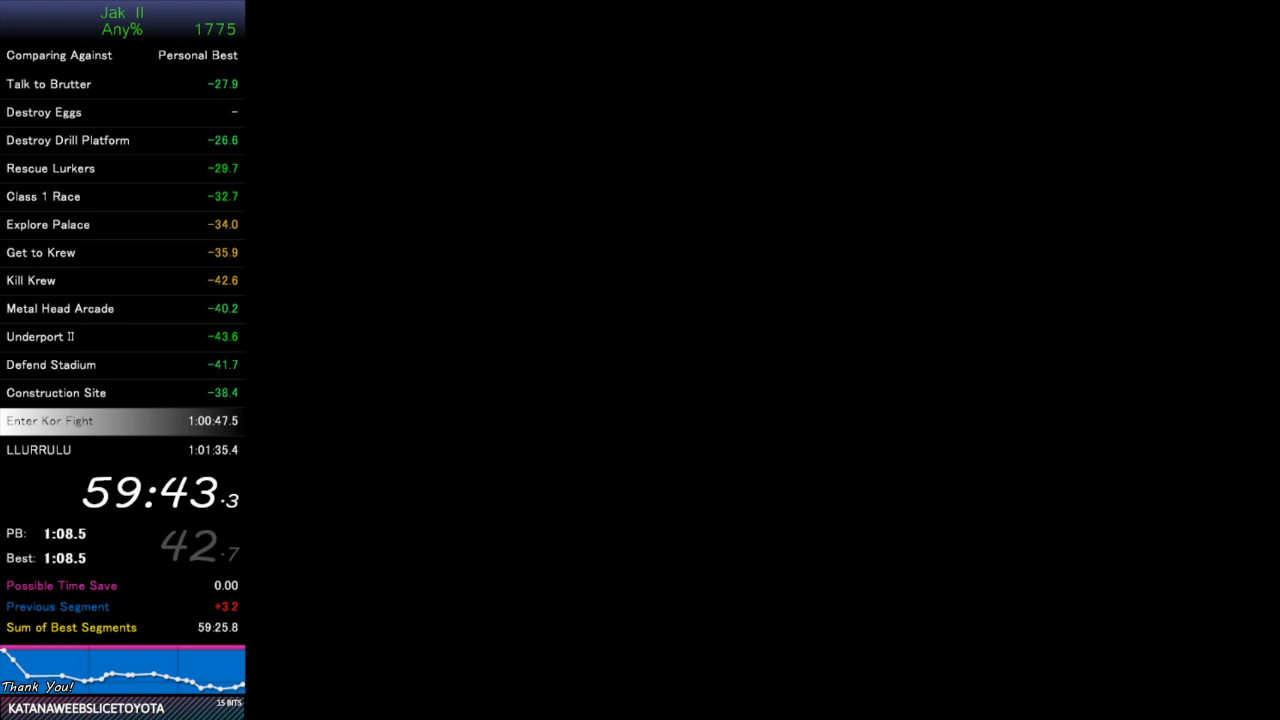 Jak II
Any% 1775
Comparing Against Personal Best
Talk to Brutter -27.9
Destroy Eggs -
Destroy Drill Platform -26.6
Rescue Lurkers -29.7
Class 1 Race -32.7
Explore Palace -34.0
Get to Krew -35.9
Kill Krew -42.6
Metal Head Arcade -40.2
Underport II -43.6
Defend Stadium -41.7
Construction Site -38.4
Enter Kor Fight 1:00:47.5
LLURRULU 1:01:35.4
59:43.3
PB: 1:08.5 42.7
Best: 1:08.5
Possible Time Save 0.00
Previous Segment +3.2
Sum of Best Segments 59:25.8
Thank You!
KATANAWEEBSLICETOYOTA 15 BITS